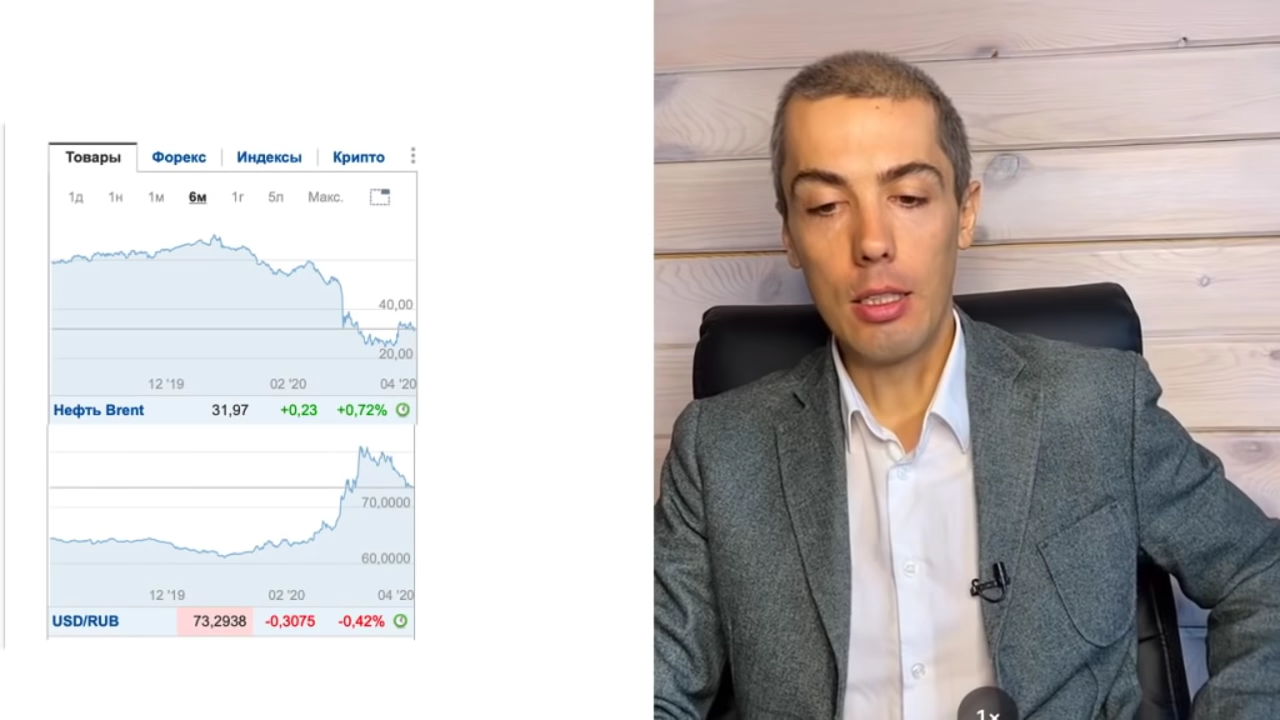 Товары Форекс Индексы Крипто
1д 1н 1м 6м 1г 5л Макс.
40,00
20,00
12 '19 02 '20 04 '20
Нефть Brent 31,97 +0,23 +0,72%
70,0000
60,0000
12 '19 02 '20 04 '20
USD/RUB 73,2938 -0,3075 -0,42%
1×